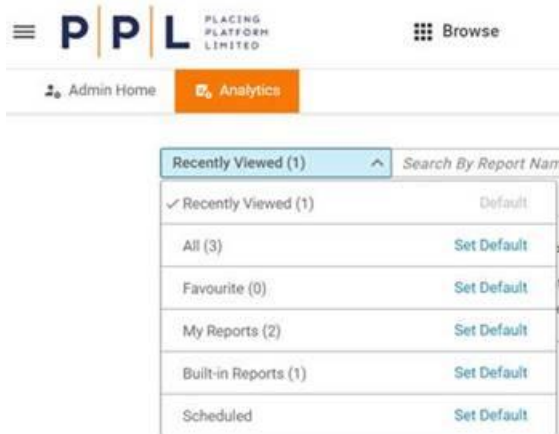 PPL PLACING
PLATFORM
LIMITED
Browse
Admin Home Analytics
Recently Viewed (1) Search By Report Nam
Recently Viewed (1) Default
All (3) Set Default
Favourite (0) Set Default
My Reports (2) Set Default
Built-in Reports (1) Set Default
Scheduled Set Default